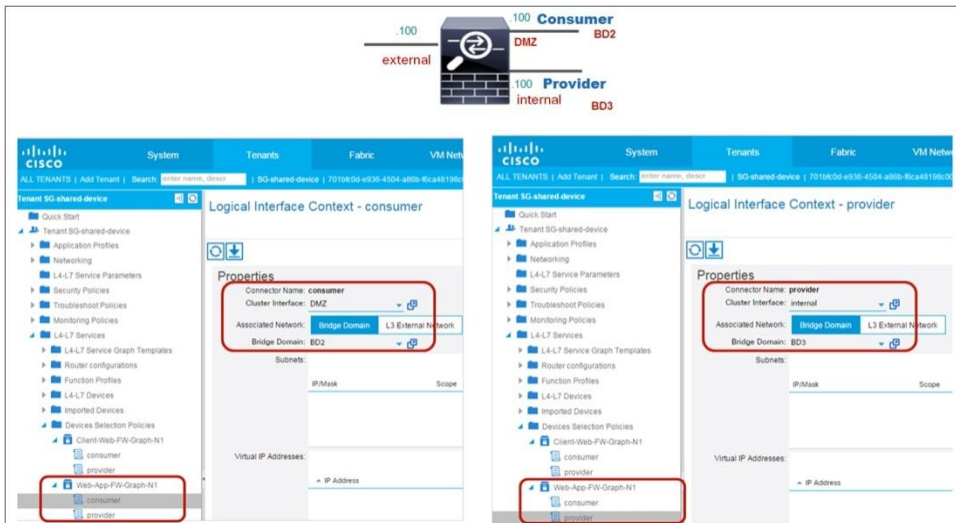 .100
external
.100 Consumer
DMZ
BD2
.100 Provider
internal
BD3
CISCO
System
Tenants
Fabric
VM Netw
ALL TENANTS | Add Tenant | Search: enter name, descr | SG-shared-device |
Tenant SG-shared-device
Quick Start
Tenant SG-shared-device
Application Profiles
Networking
L4-L7 Service Parameters
Security Policies
Troubleshoot Policies
Monitoring Policies
L4-L7 Services
L4-L7 Service Graph Templates
Router configurations
Function Profiles
L4-L7 Devices
Imported Devices
Devices Selection Policies
Client-Web-FW-Graph-N1
consumer
provider
Web-App-FW-Graph-N1
consumer
provider
Logical Interface Context - consumer
Properties
Connector Name: consumer
Cluster Interface: DMZ
Associated Network: Bridge Domain L3 External Network
Bridge Domain: BD2
Subnets:
IP/Mask Scope
Virtual IP Addresses:
IP Address
CISCO
System
Tenants
Fabric
VM Netwo
ALL TENANTS | Add Tenant | Search: enter name, descr | SG-shared-device |
Tenant SG-shared-device
Quick Start
Tenant SG-shared-device
Application Profiles
Networking
L4-L7 Service Parameters
Security Policies
Troubleshoot Policies
Monitoring Policies
L4-L7 Services
L4-L7 Service Graph Templates
Router configurations
Function Profiles
L4-L7 Devices
Imported Devices
Devices Selection Policies
Client-Web-FW-Graph-N1
consumer
provider
Web-App-FW-Graph-N1
consumer
provider
Logical Interface Context - provider
Properties
Connector Name: provider
Cluster Interface: internal
Associated Network: Bridge Domain L3 External Network
Bridge Domain: BD3
Subnets:
IP/Mask Scope
Virtual IP Addresses:
IP Address